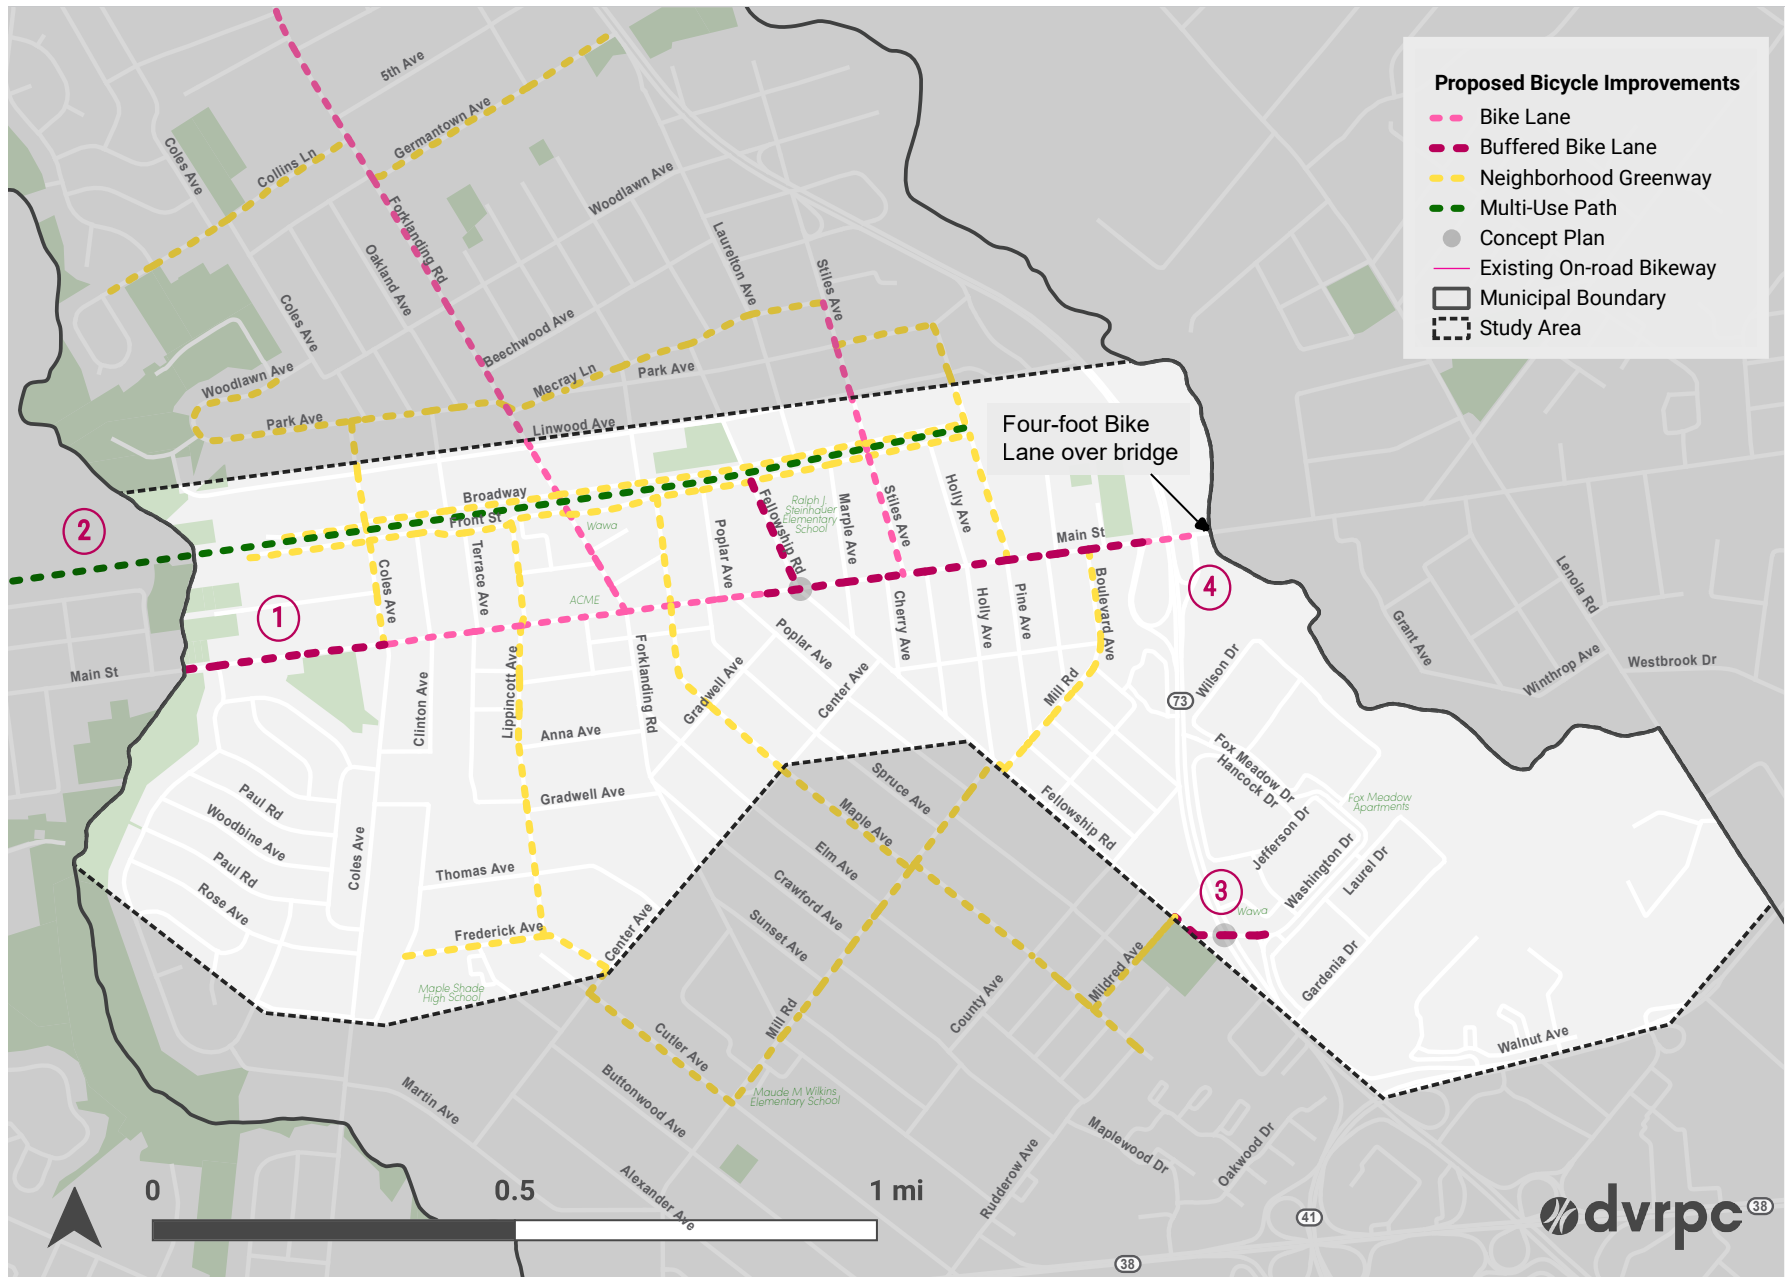 Proposed Bicycle Improvements
Bike Lane
Buffered Bike Lane
Neighborhood Greenway
Multi-Use Path
Concept Plan
Existing On-road Bikeway
Municipal Boundary
Study Area
5th Ave
Germantown Ave
Coles Ave
Collins Ln
Woodlawn Ave
Forklanding Rd
Oakland Ave
Laurelton Ave
Stiles Ave
Coles Ave
Beechwood Ave
Woodlawn Ave
Mecray Ln
Park Ave
Park Ave
Linwood Ave
Four-foot Bike
Lane over bridge
Broadway
Front St
Wawa
Fellowship Rd
Ralph J.
Steinhauer
Elementary
School
Marple Ave
Stiles Ave
Holly Ave
Main St
2
Poplar Ave
Terrace Ave
Coles Ave
ACME
1
4
Lenola Rd
Grant Ave
Winthrop Ave
Westbrook Dr
Main St
Cherry Ave
Holly Ave
Pine Ave
Boulevard Ave
Poplar Ave
Center Ave
Forklanding Rd
Gradwell Ave
Lippincott Ave
Clinton Ave
Mill Rd
Wilson Dr
73
Anna Ave
Gradwell Ave
Fox Meadow Dr
Hancock Dr
Fox Meadow
Apartments
Spruce Ave
Maple Ave
Fellowship Rd
Jefferson Dr
Washington Dr
Laurel Dr
Paul Rd
Woodbine Ave
Paul Rd
Rose Ave
Coles Ave
Thomas Ave
Elm Ave
Crawford Ave
Sunset Ave
3
Wawa
Frederick Ave
Center Ave
Mildred Ave
Gardenia Dr
Maple Shade
High School
County Ave
Mill Rd
Cutler Ave
Walnut Ave
Martin Ave
Buttonwood Ave
Maude M Wilkins
Elementary School
Maplewood Dr
Oakwood Dr
Rudderow Ave
Alexander Ave
0
0.5
1 mi
41
38
38
dvrpc